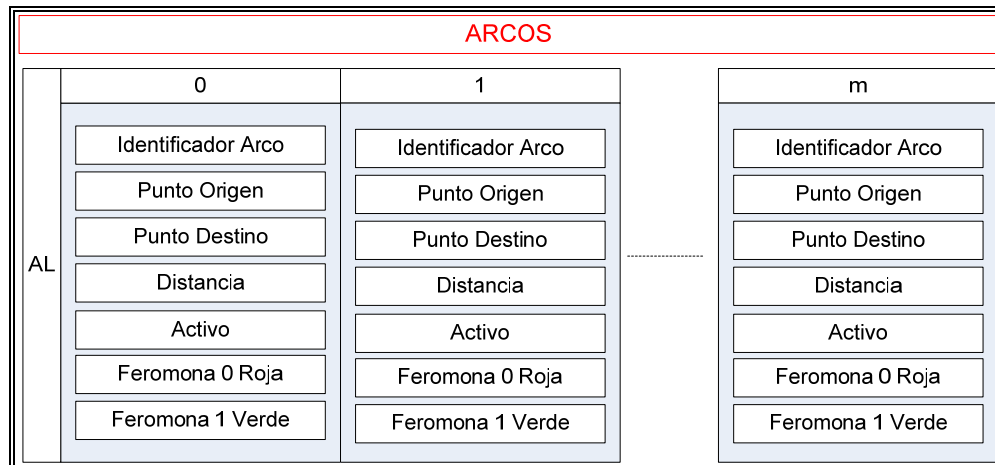 ARCOS
0 1 m
AL
Identificador Arco Identificador Arco Identificador Arco
Punto Origen Punto Origen Punto Origen
Punto Destino Punto Destino Punto Destino
Distancia Distancia Distancia
Activo Activo Activo
Feromona 0 Roja Feromona 0 Roja Feromona 0 Roja
Feromona 1 Verde Feromona 1 Verde Feromona 1 Verde